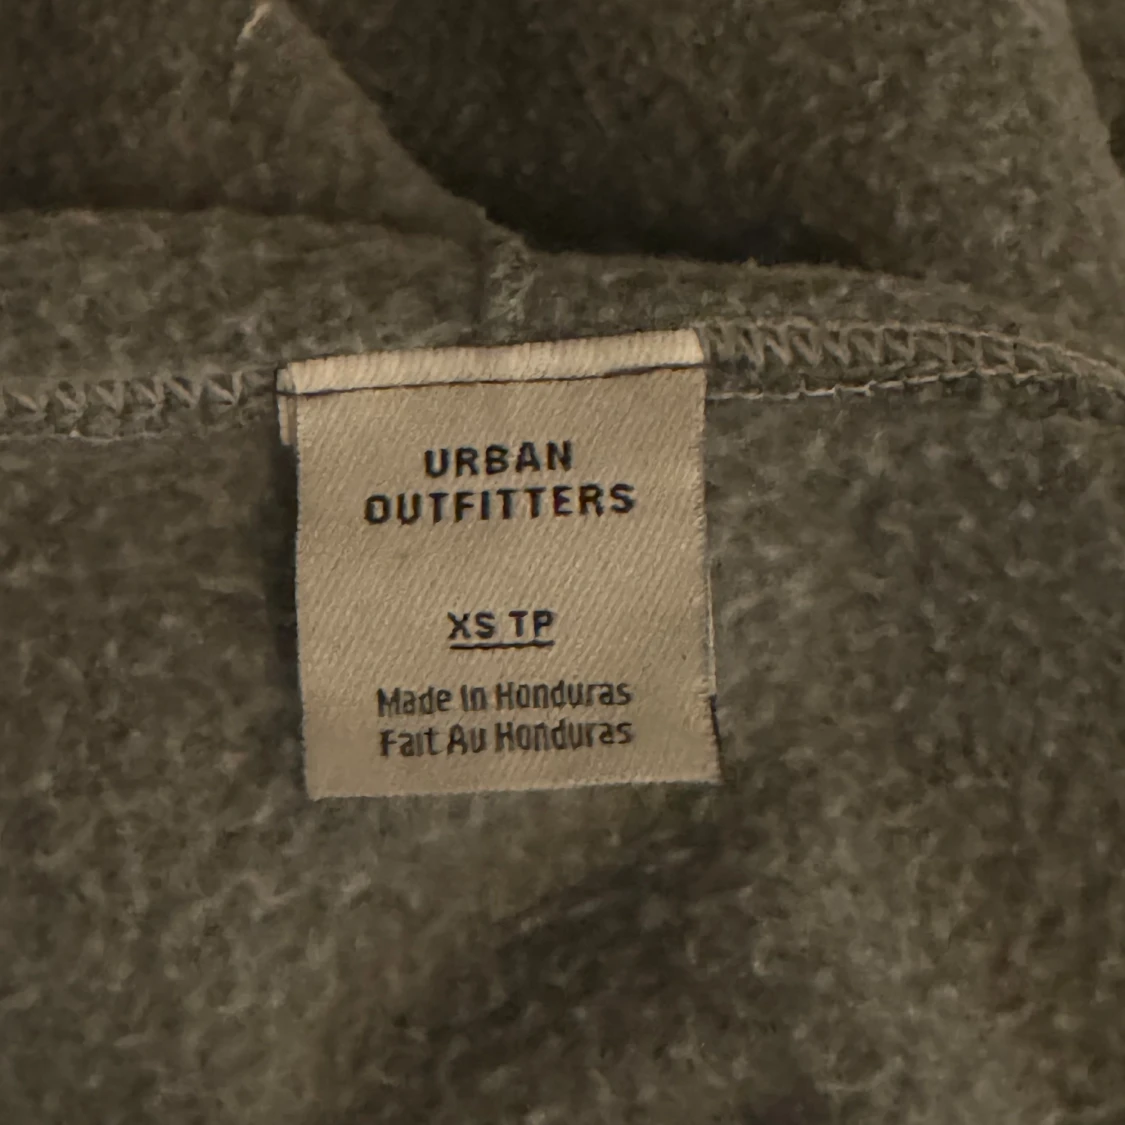 URBAN
OUTFITTERS
XS TP
Made In Honduras
Fait Au Honduras